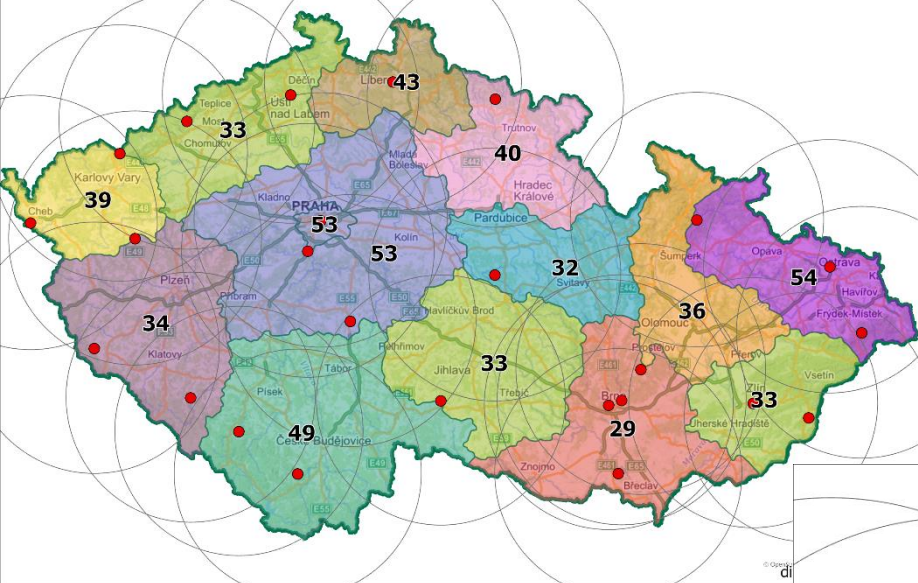 Děčín
Liberec
43
Teplice
Most
Ústí
nad Labem
33
Chomutov
Trutnov
40
Mladá
Boleslav
Karlovy Vary
39
Kladno
Hradec
Králové
PRAHA
53
Cheb
Pardubice
Kolín
53
Opava
Ostrava
54
Šumperk
32
Svitavy
Plzeň
Havířov
Příbram
Frýdek-Místek
34
Klatovy
Havlíčkův Brod
36
Olomouc
Pelhřimov
Prostějov
Přerov
Jihlava
33
Tábor
Vsetín
Písek
Třebíč
Brno
Zlín
33
Uherské Hradiště
49
České Budějovice
29
Znojmo
Břeclav
di